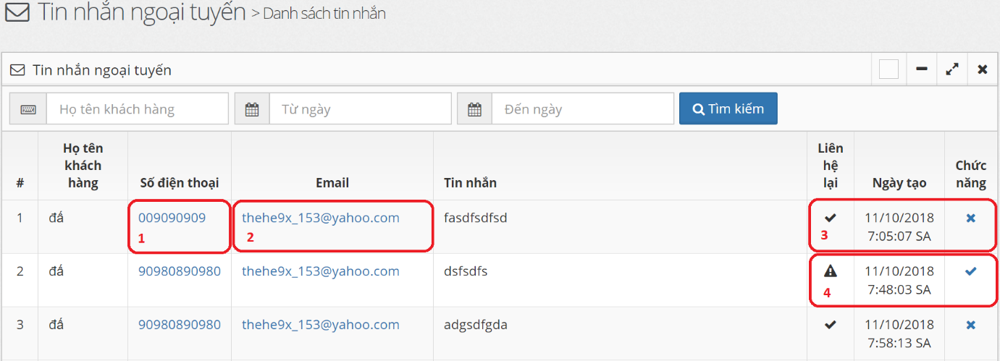 Tin nhắn ngoại tuyến > Danh sách tin nhắn
Tin nhắn ngoại tuyến
Họ tên khách hàng Từ ngày Đến ngày Tìm kiếm
# Họ tên khách hàng Số điện thoại Email Tin nhắn Liên hệ lại Ngày tạo Chức năng
1 đấ 009090909 thehe9x_153@yahoo.com fasdfsdfsd 11/10/2018
1 2 3 7:05:07 SA
2 đấ 90980890980 thehe9x_153@yahoo.com dsfsdfs 11/10/2018
4 7:48:03 SA
3 đấ 90980890980 thehe9x_153@yahoo.com adgsdfgda 11/10/2018
7:58:13 SA